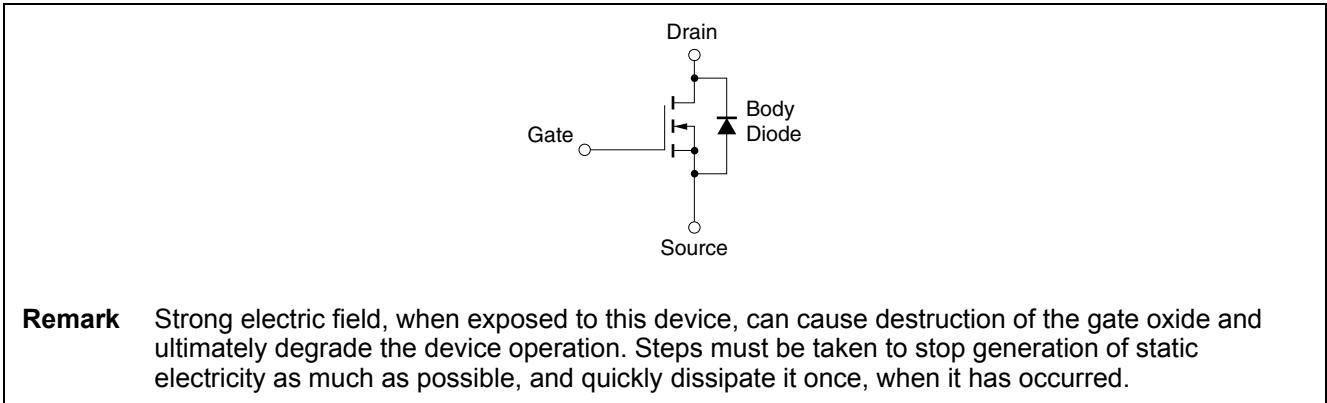 Drain
Body
Diode
Gate
Source
Remark Strong electric field, when exposed to this device, can cause destruction of the gate oxide and
ultimately degrade the device operation. Steps must be taken to stop generation of static
electricity as much as possible, and quickly dissipate it once, when it has occurred.